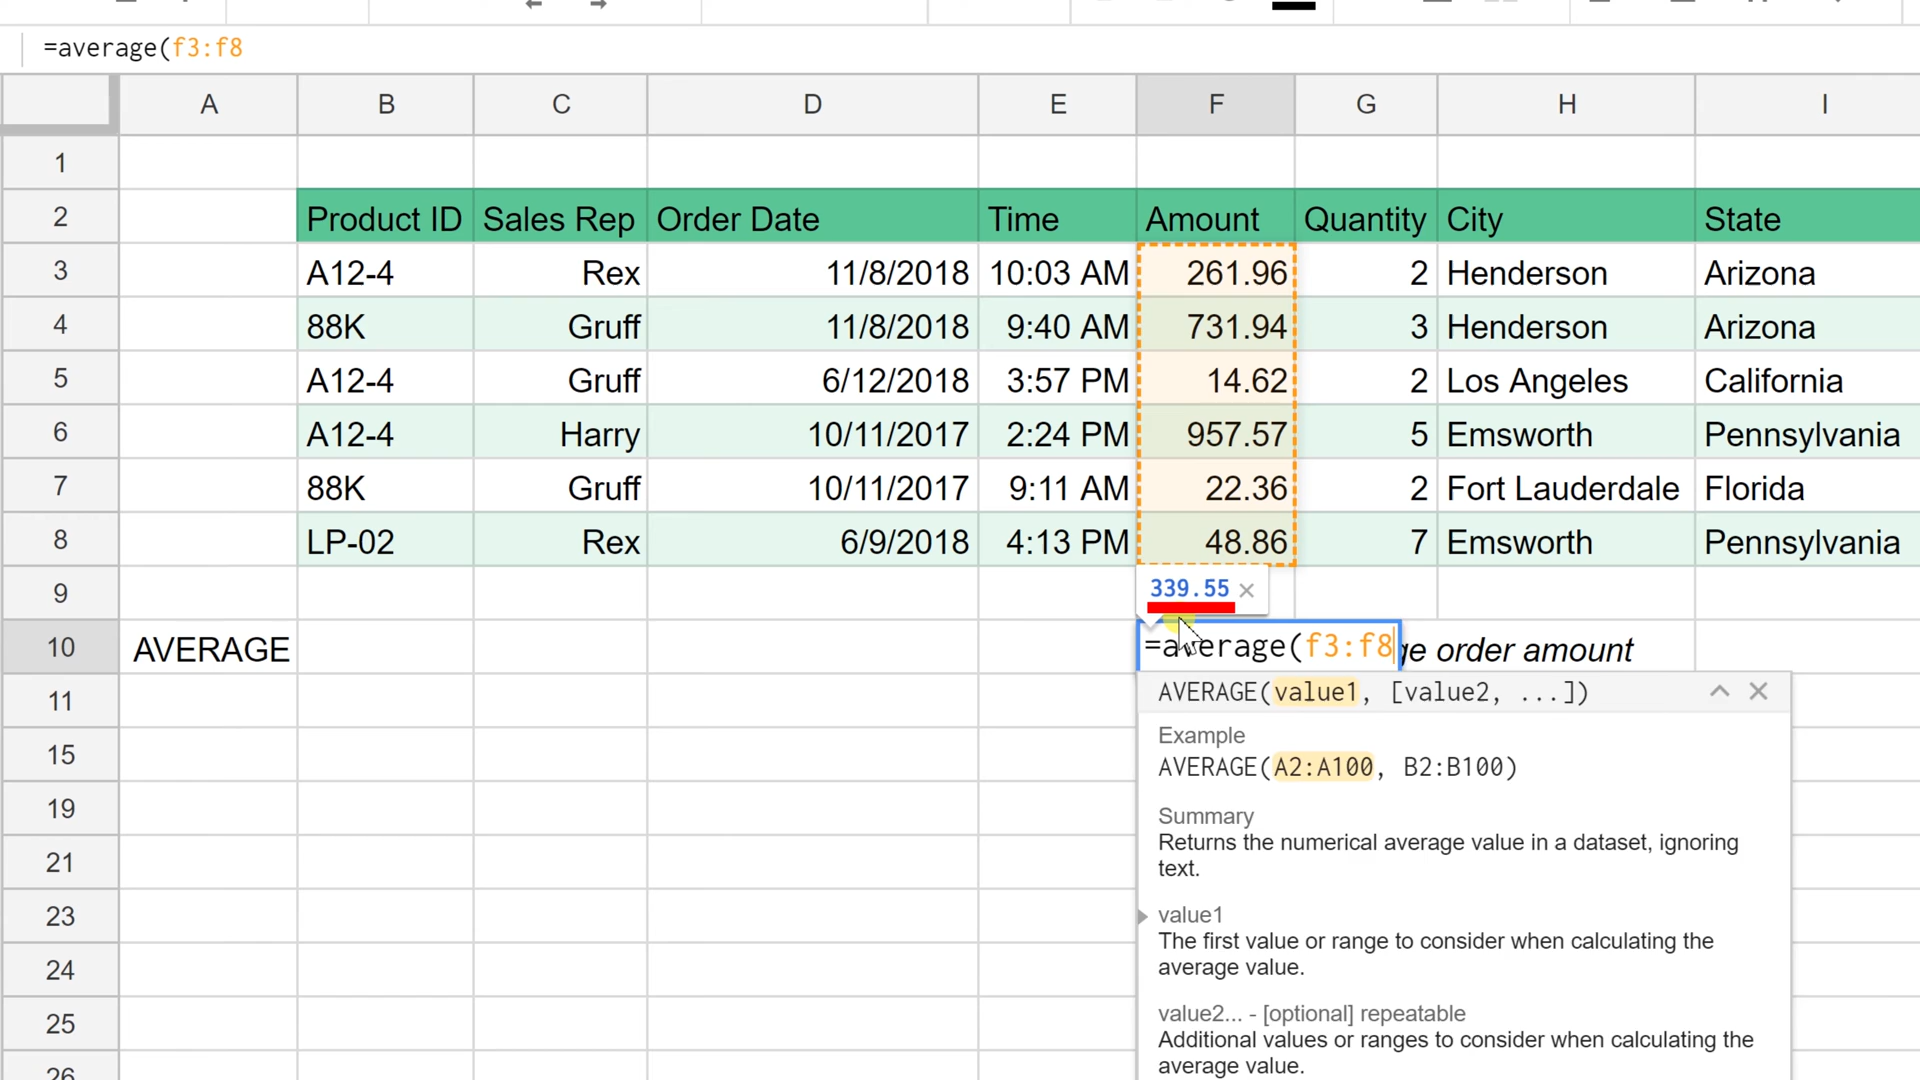 =average(f3:f8
A B C D E F G H I
1
2 Product ID Sales Rep Order Date Time Amount Quantity City State
3 A12-4 Rex 11/8/2018 10:03 AM 261.96 2 Henderson Arizona
4 88K Gruff 11/8/2018 9:40 AM 731.94 3 Henderson Arizona
5 A12-4 Gruff 6/12/2018 3:57 PM 14.62 2 Los Angeles California
6 A12-4 Harry 10/11/2017 2:24 PM 957.57 5 Emsworth Pennsylvania
7 88K Gruff 10/11/2017 9:11 AM 22.36 2 Fort Lauderdale Florida
8 LP-02 Rex 6/9/2018 4:13 PM 48.86 7 Emsworth Pennsylvania
9 339.55 ×
10 AVERAGE =average(f3:f8 ge order amount
11 AVERAGE(value1, [value2, ...])
Example
15 AVERAGE(A2:A100, B2:B100)
19 Summary
21 Returns the numerical average value in a dataset, ignoring
text.
23 value1
The first value or range to consider when calculating the
24 average value.
25 value2... - [optional] repeatable
Additional values or ranges to consider when calculating the
26 average value.